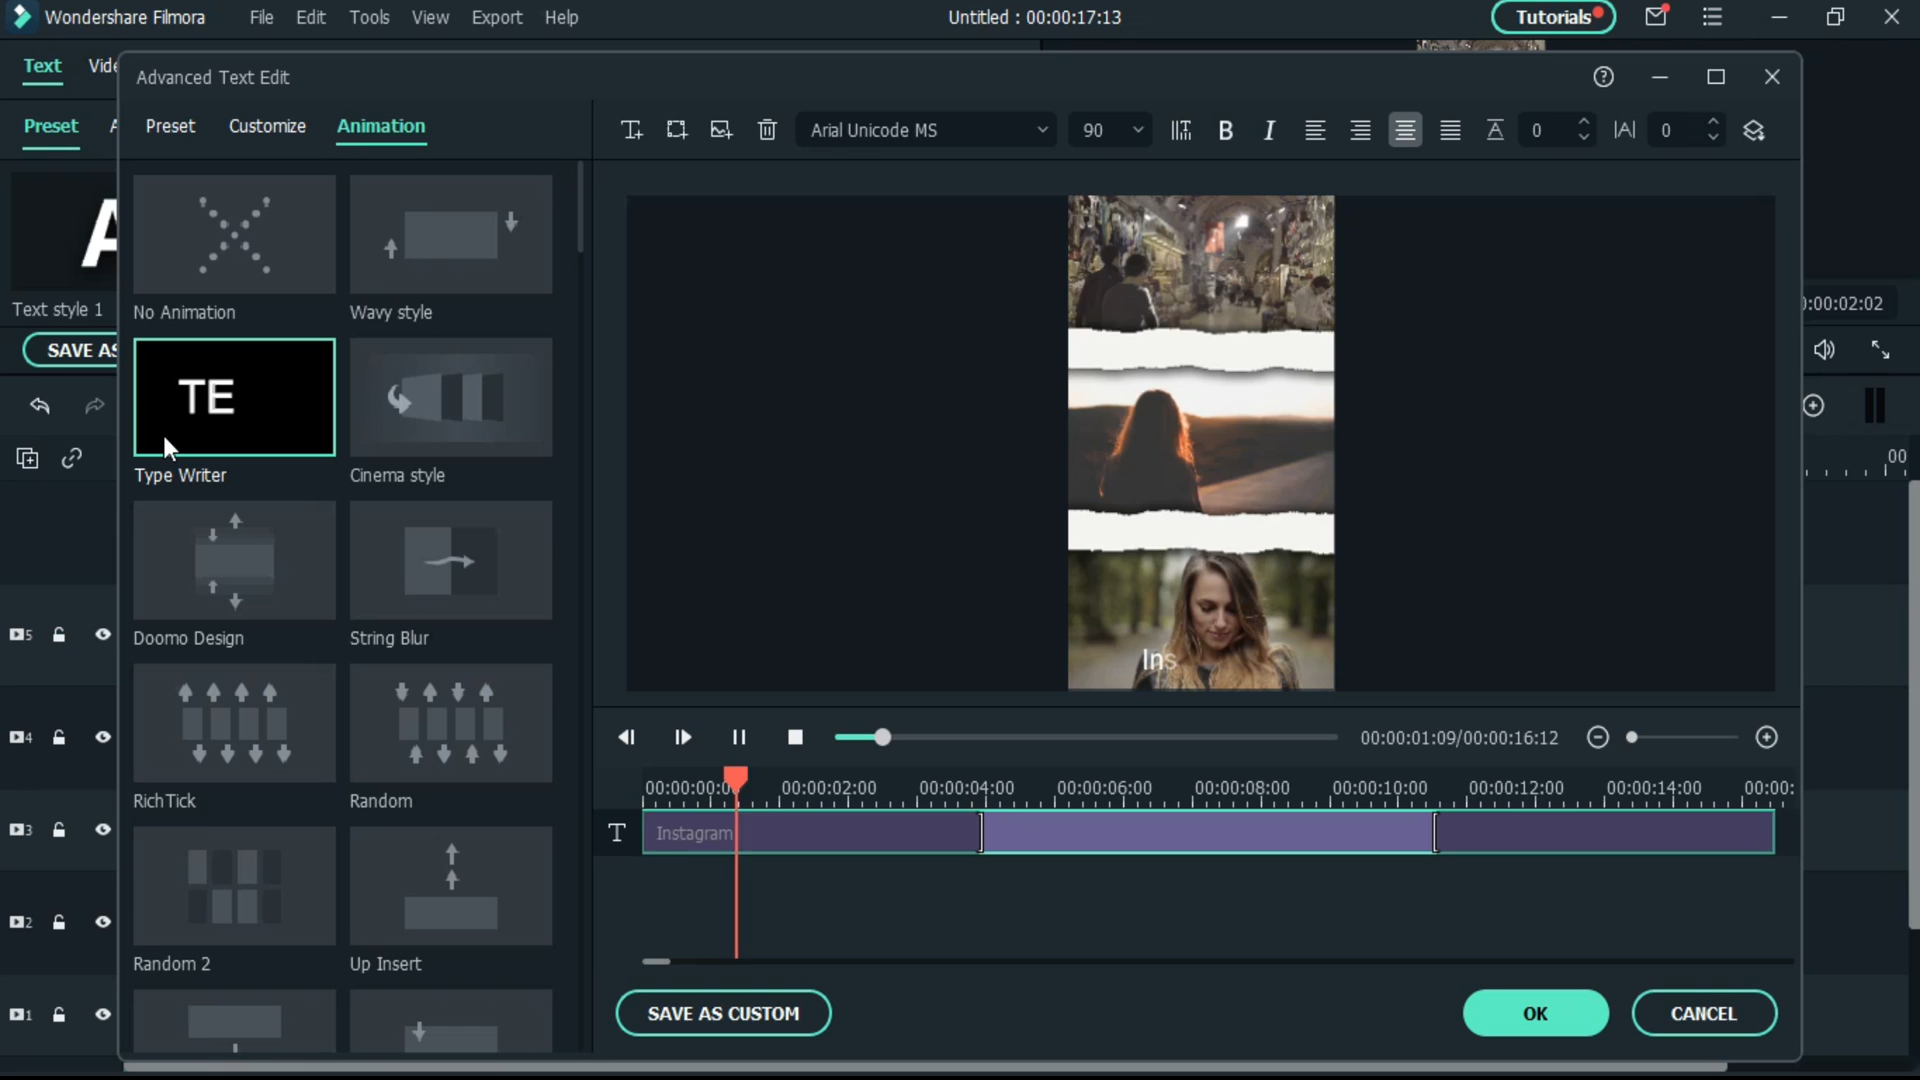 Wondershare Filmora File Edit Tools View Export Help Untitled : 00:00:17:13 Tutorials
Text
Advanced Text Edit
Preset
Preset Customize Animation
Arial Unicode MS 90 B I A 0 |A| 0
A
TE
Text style 1
No Animation Wavy style
:00:02:02
SAVE AS
Type Writer Cinema style
00
Doomo Design String Blur
Ins
5
4
3
2
1
00:00:01:09/00:00:16:12
RichTick Random
00:00:00:0 00:00:02:00 00:00:04:00 00:00:06:00 00:00:08:00 00:00:10:00 00:00:12:00 00:00:14:00 00:00:
T Instagram
Random 2 Up Insert
SAVE AS CUSTOM OK CANCEL